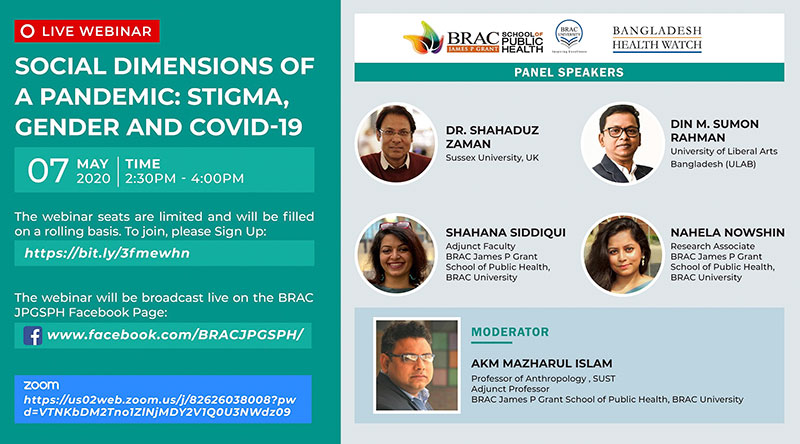 LIVE WEBINAR
SOCIAL DIMENSIONS OF
A PANDEMIC: STIGMA,
GENDER AND COVID-19
07 MAY 2020 | TIME 2:30PM - 4:00PM
The webinar seats are limited and will be filled
on a rolling basis. To join, please Sign Up:
https://bit.ly/3fmewhn
The webinar will be broadcast live on the BRAC
JPGSPH Facebook Page:
f www.facebook.com/BRACJPGSPH/
zoom
https://us02web.zoom.us/j/82626038008?pw
d=VTNKbDM2Tno1ZlNjMDY2V1Q0U3NWdz09
BRAC
JAMES P GRANT
SCHOOL OF
PUBLIC
HEALTH
BRAC
UNIVERSITY
Inspiring Excellence
BANGLADESH
HEALTH WATCH
PANEL SPEAKERS
DR. SHAHADUZ
ZAMAN
Sussex University, UK
DIN M. SUMON
RAHMAN
University of Liberal Arts
Bangladesh (ULAB)
SHAHANA SIDDIQUI
Adjunct Faculty
BRAC James P Grant
School of Public Health,
BRAC University
NAHELA NOWSHIN
Research Associate
BRAC James P Grant
School of Public Health,
BRAC University
MODERATOR
AKM MAZHARUL ISLAM
Professor of Anthropology , SUST
Adjunct Professor
BRAC James P Grant School of Public Health, BRAC University